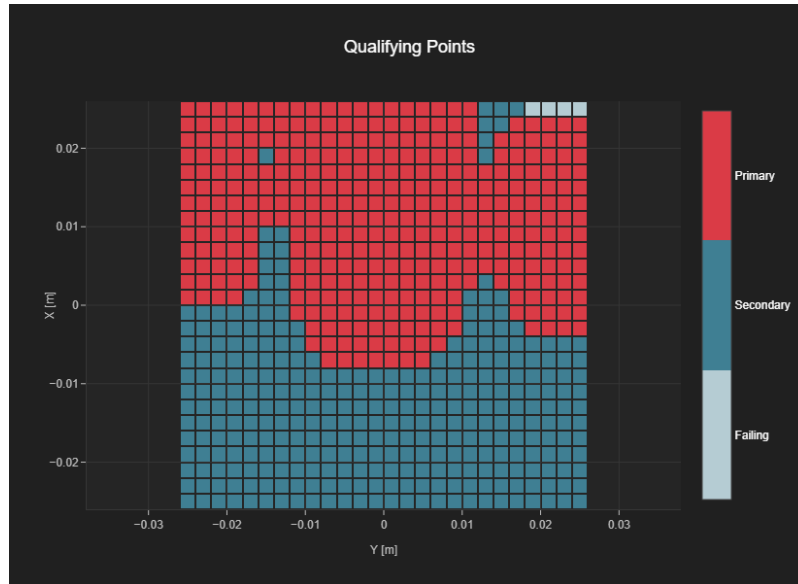 Qualifying Points
0.02
0.01
0
−0.01
−0.02
X [m]
−0.03
−0.02
−0.01
0
0.01
0.02
0.03
Y [m]
Primary
Secondary
Failing